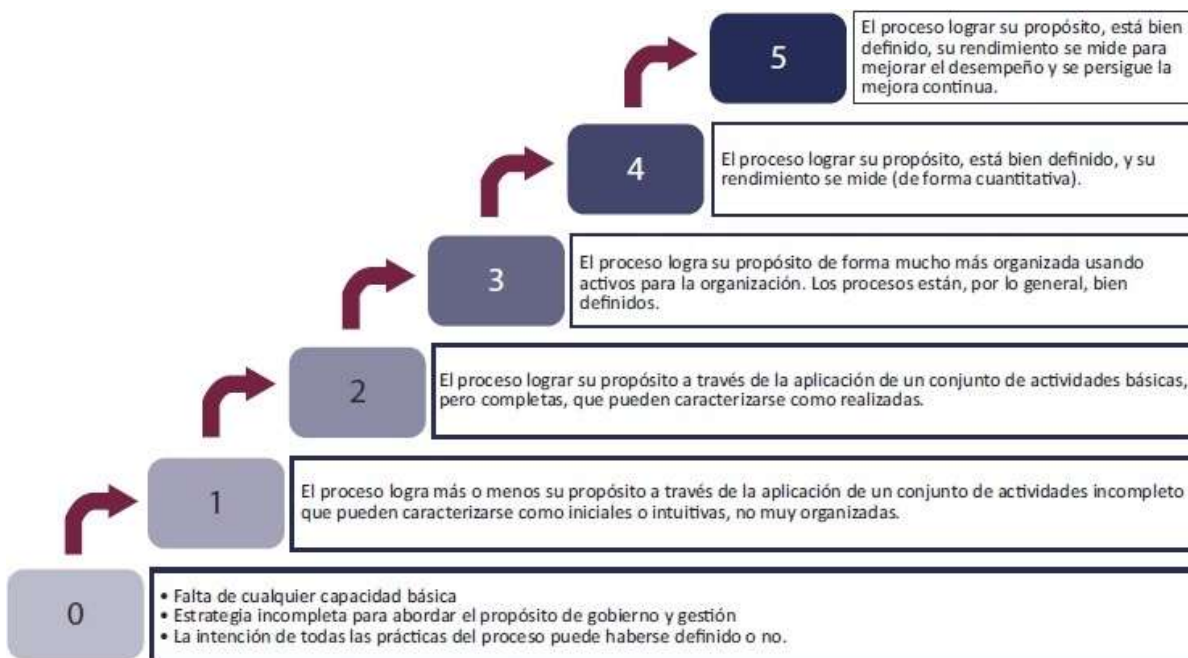 5
El proceso lograr su propósito, está bien
definido, su rendimiento se mide para
mejorar el desempeño y se persigue la
mejora continua.
4
El proceso lograr su propósito, está bien definido, y su
rendimiento se mide (de forma cuantitativa).
3
El proceso logra su propósito de forma mucho más organizada usando
activos para la organización. Los procesos están, por lo general, bien
definidos.
2
El proceso lograr su propósito a través de la aplicación de un conjunto de actividades básicas,
pero completas, que pueden caracterizarse como realizadas.
1
El proceso logra más o menos su propósito a través de la aplicación de un conjunto de actividades incompleto
que pueden caracterizarse como iniciales o intuitivas, no muy organizadas.
0
• Falta de cualquier capacidad básica
• Estrategia incompleta para abordar el propósito de gobierno y gestión
• La intención de todas las prácticas del proceso puede haberse definido o no.